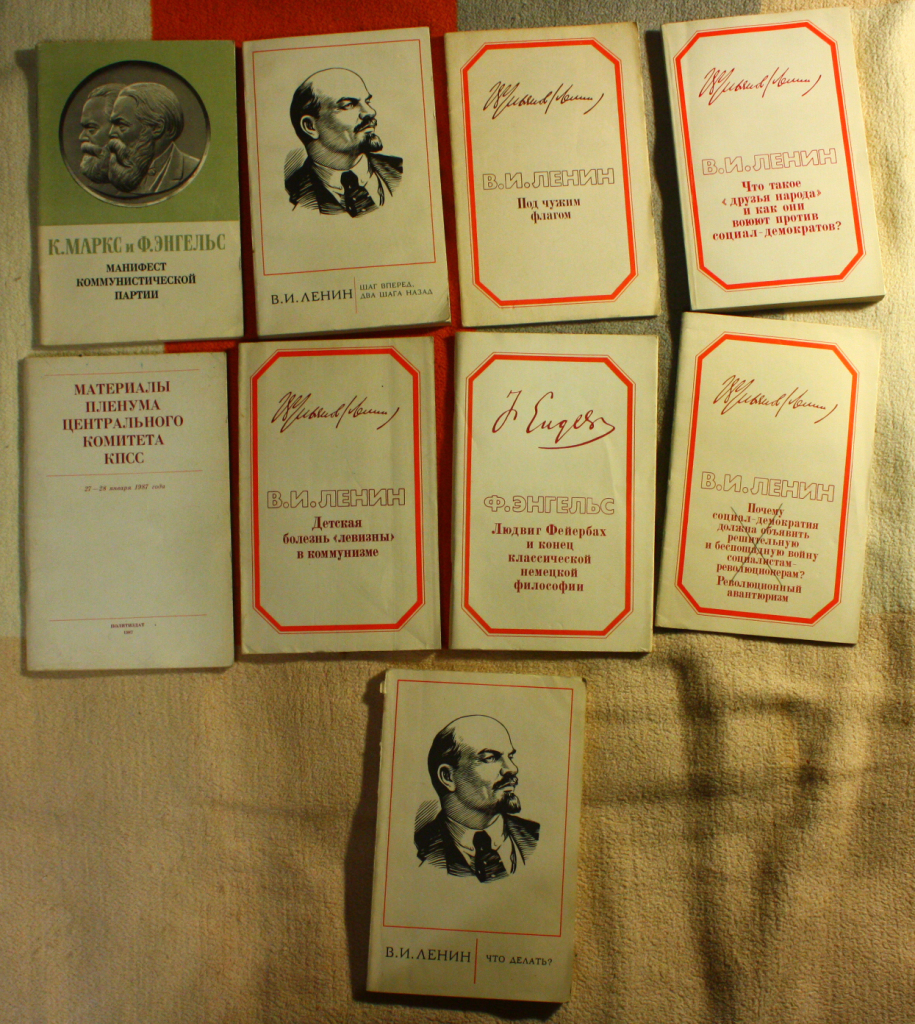 К. МАРКС и Ф. ЭНГЕЛЬС
МАНИФЕСТ
КОММУНИСТИЧЕСКОЙ
ПАРТИИ
В.И. ЛЕНИН
ШАГ ВПЕРЕД,
ДВА ШАГА НАЗАД
В.И. ЛЕНИН
Под чужим
флагом
В.И. ЛЕНИН
Что такое
«друзья народа»
и как они
воюют против
социал-демократов?
МАТЕРИАЛЫ
ПЛЕНУМА
ЦЕНТРАЛЬНОГО
КОМИТЕТА
КПСС
27—28 января 1987 года
ПОЛИТИЗДАТ
1987
В.И. ЛЕНИН
Детская
болезнь «левизны»
в коммунизме
F. Engels
Ф. ЭНГЕЛЬС
Людвиг Фейербах
и конец
классической
немецкой
философии
В.И. ЛЕНИН
Почему
социал-демократия
должна объявить
решительную
и беспощадную войну
социалистам-
революционерам?
Революционный
авантюризм
В.И. ЛЕНИН
ЧТО ДЕЛАТЬ?